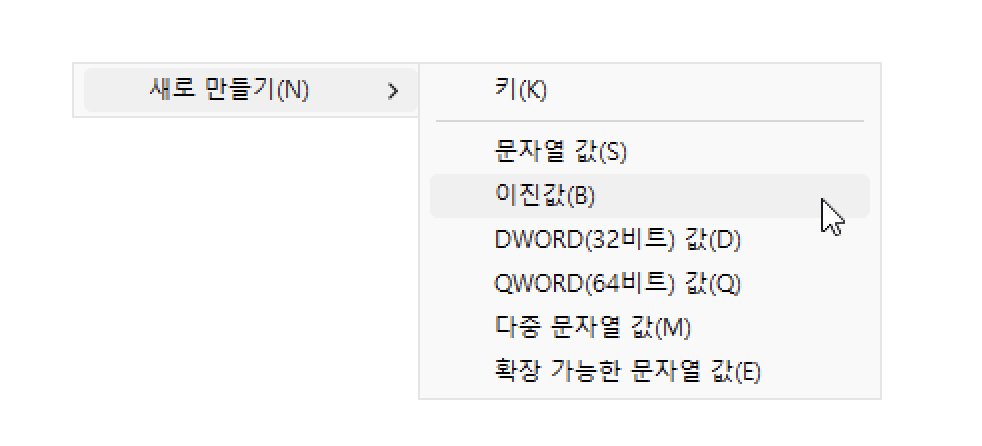 새로 만들기(N)
키(K)
문자열 값(S)
이진값(B)
DWORD(32비트) 값(D)
QWORD(64비트) 값(Q)
다중 문자열 값(M)
확장 가능한 문자열 값(E)